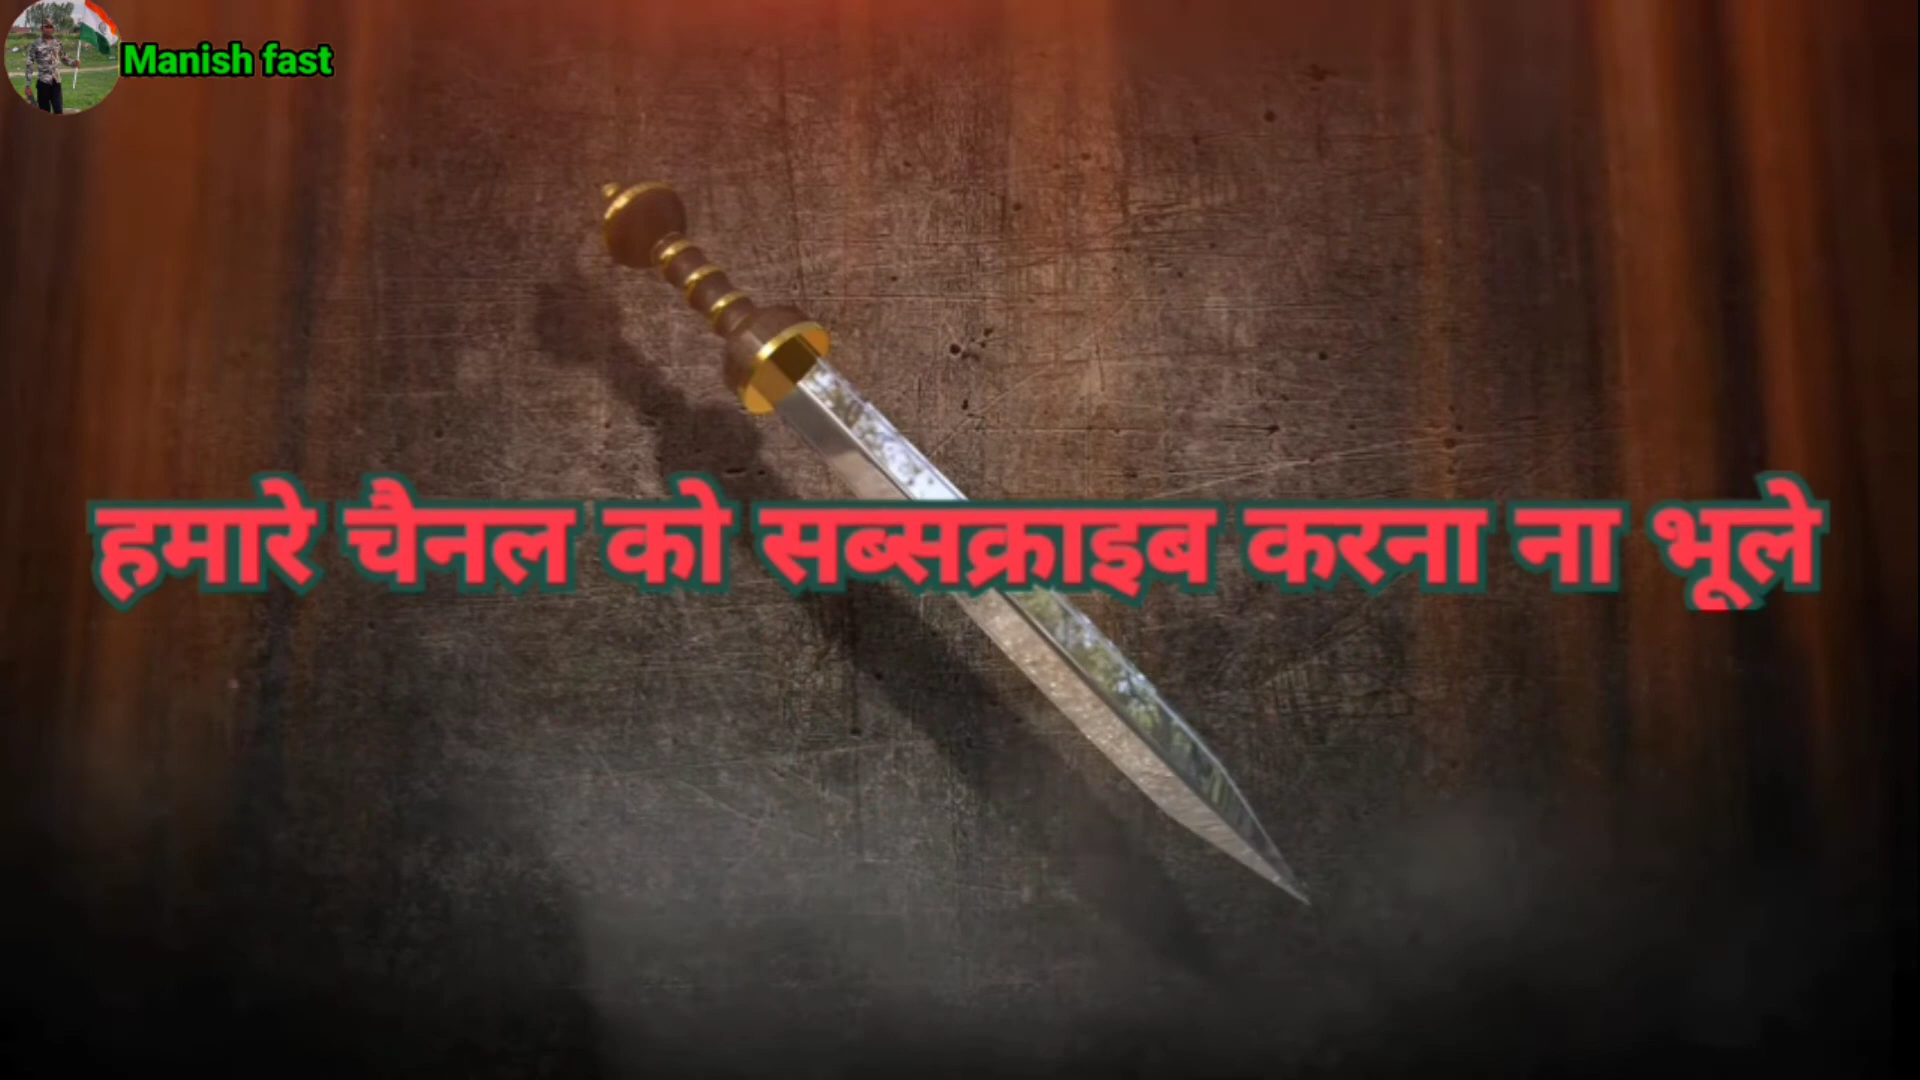 Manish fast
हमारे चैनल को सब्सक्राइब करना ना भूले